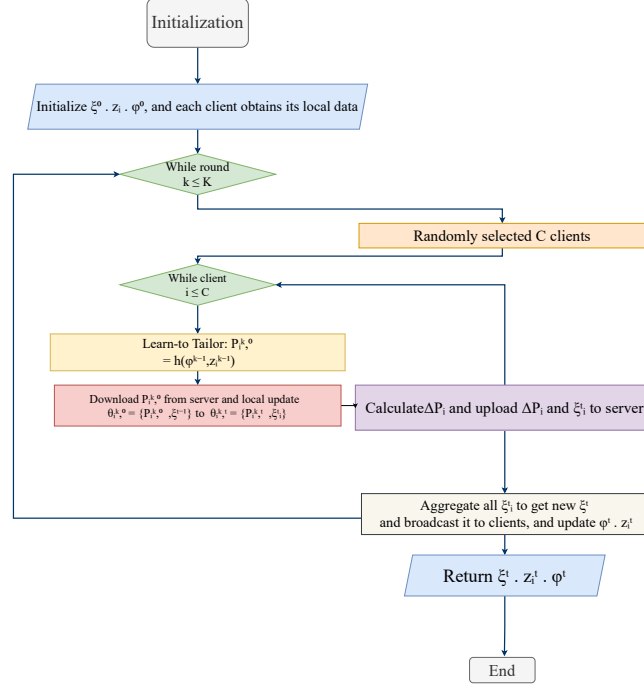 Initialization
Initialize ξ⁰ . zᵢ . φ⁰, and each client obtains its local data
While round
k ≤ K
Randomly selected C clients
While client
i ≤ C
Learn-to Tailor: Pᵢᵏ,⁰
= h(φᵏ⁻¹,zᵢᵏ⁻¹)
Download Pᵢᵏ,⁰ from server and local update
θᵢᵏ,⁰ = {Pᵢᵏ,⁰ ,ξᵗ⁻¹} to θᵢᵏ,ᵗ = {Pᵢᵏ,ᵗ ,ξᵗᵢ}
CalculateΔPᵢ and upload ΔPᵢ and ξᵗᵢ to server
Aggregate all ξᵗᵢ to get new ξᵗ
and broadcast it to clients, and update φᵗ . zᵢᵗ
Return ξᵗ . zᵢᵗ . φᵗ
End